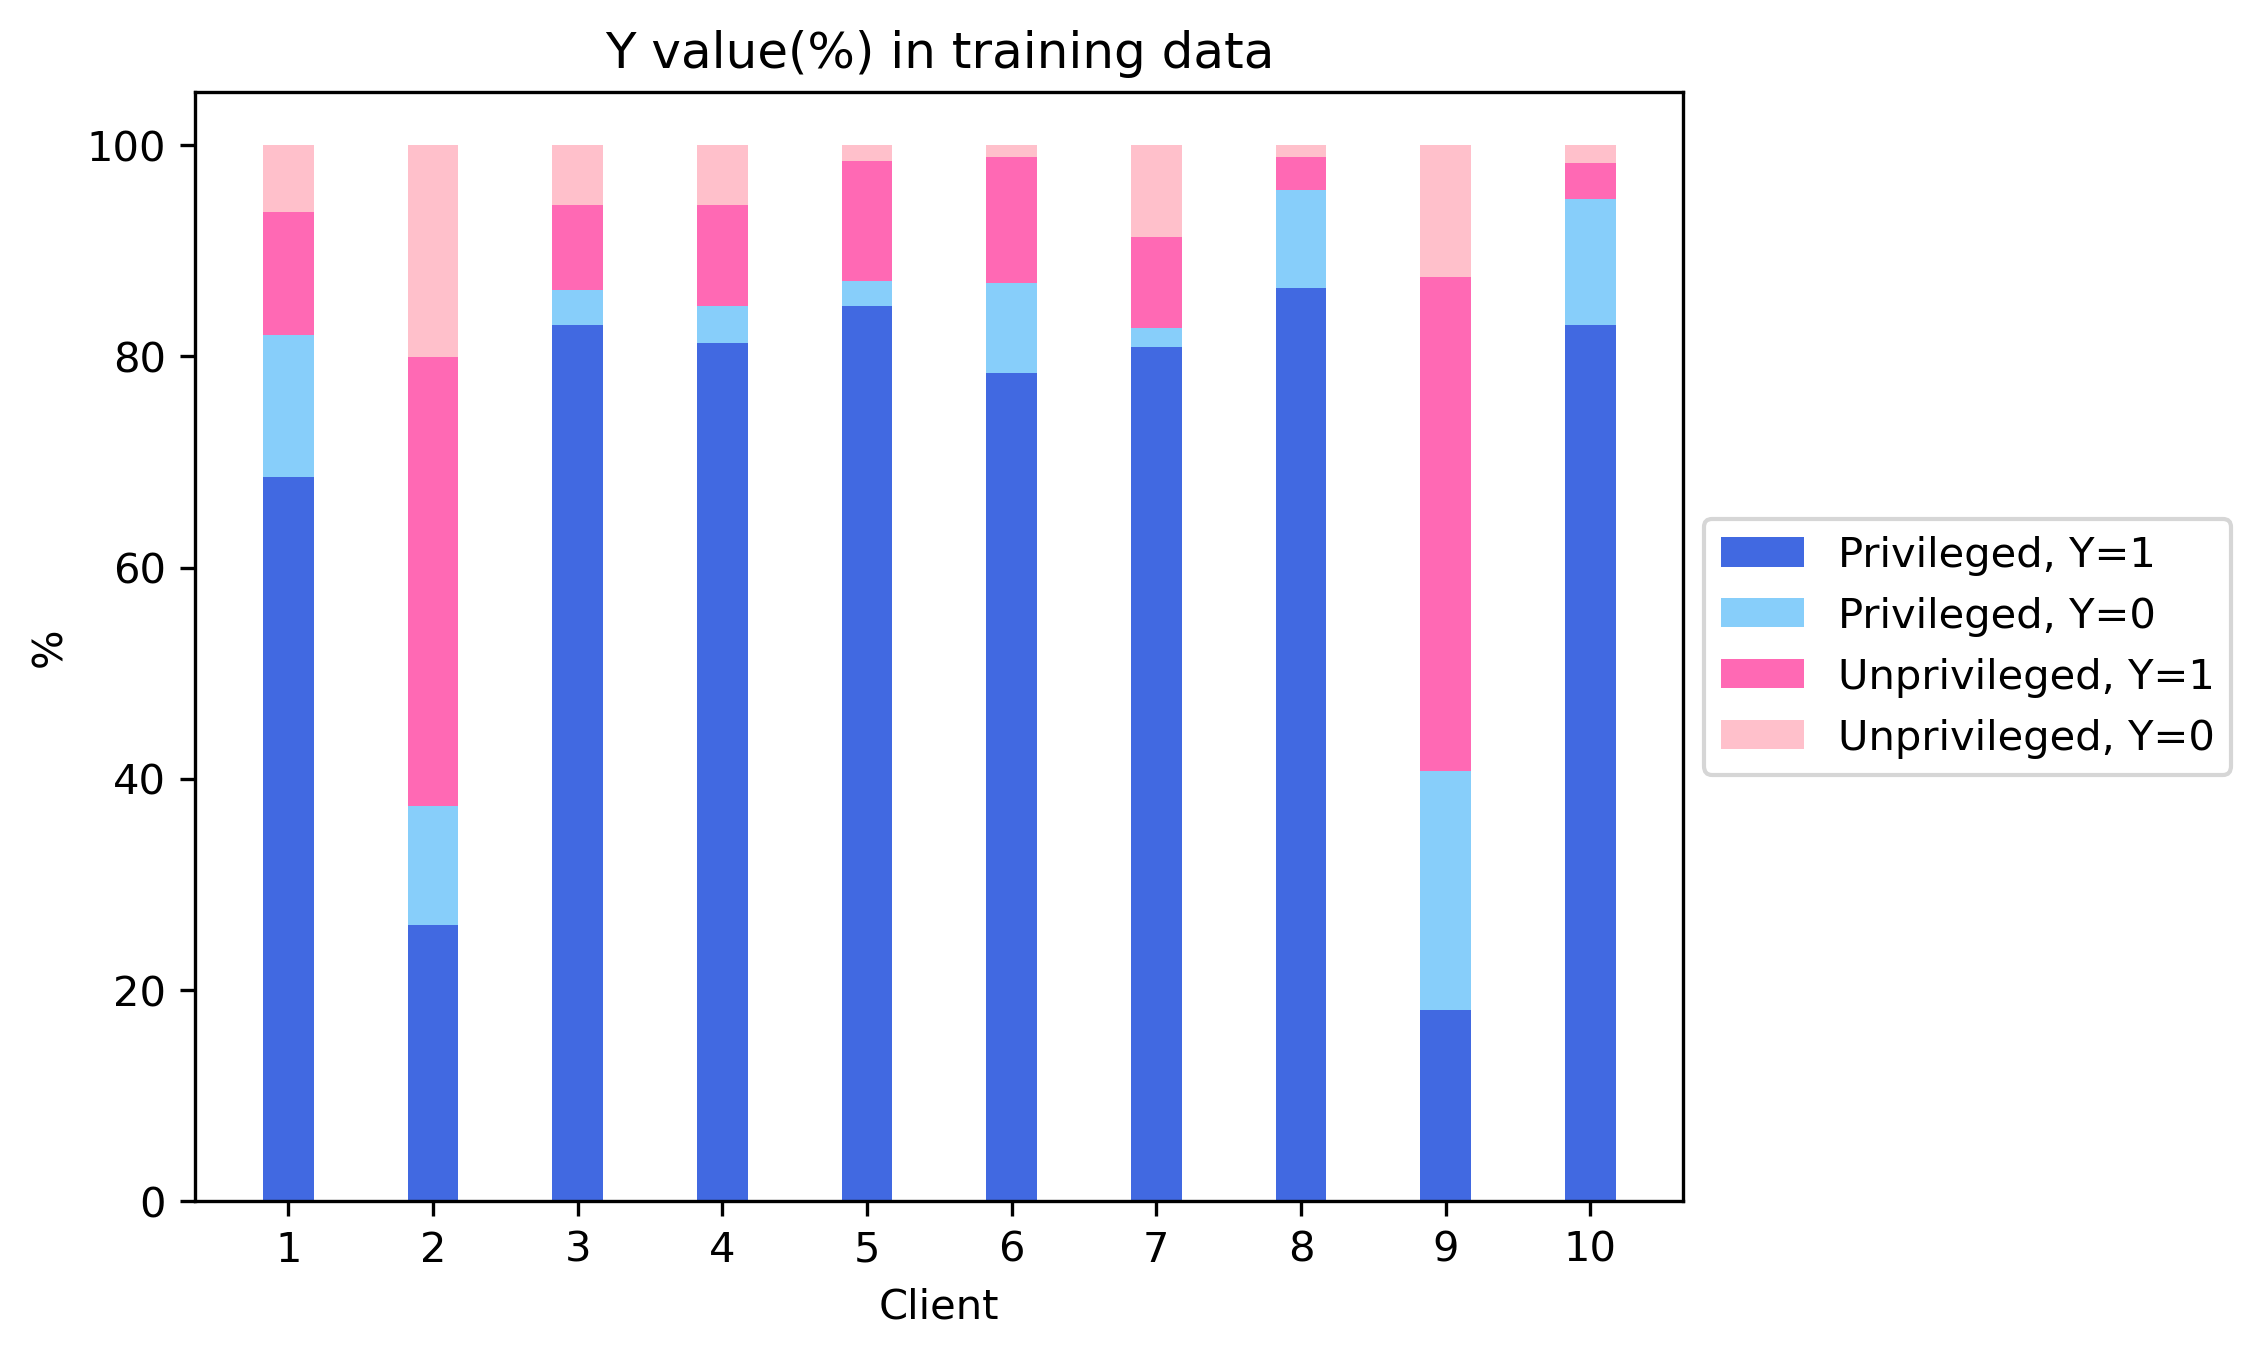 Y value(%) in training data
100
80
60
40
20
0
%
1 2 3 4 5 6 7 8 9 10
Client
Privileged, Y=1
Privileged, Y=0
Unprivileged, Y=1
Unprivileged, Y=0